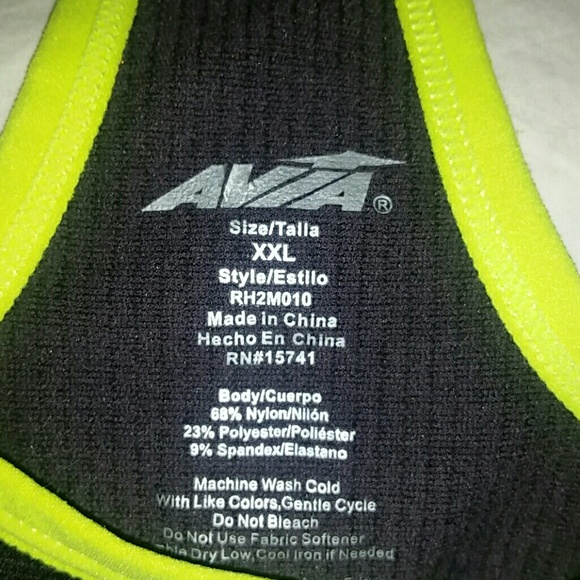 AVIA ®
Size/Talla
XXL
Style/Estilo
RH2M010
Made in China
Hecho En China
RN#15741
Body/Cuerpo
68% Nylon/Nilón
23% Polyester/Poliéster
9% Spandex/Elastano
Machine Wash Cold
With Like Colors,Gentle Cycle
Do Not Bleach
Do Not Use Fabric Softener
Dry Low,Cool Iron if Needed